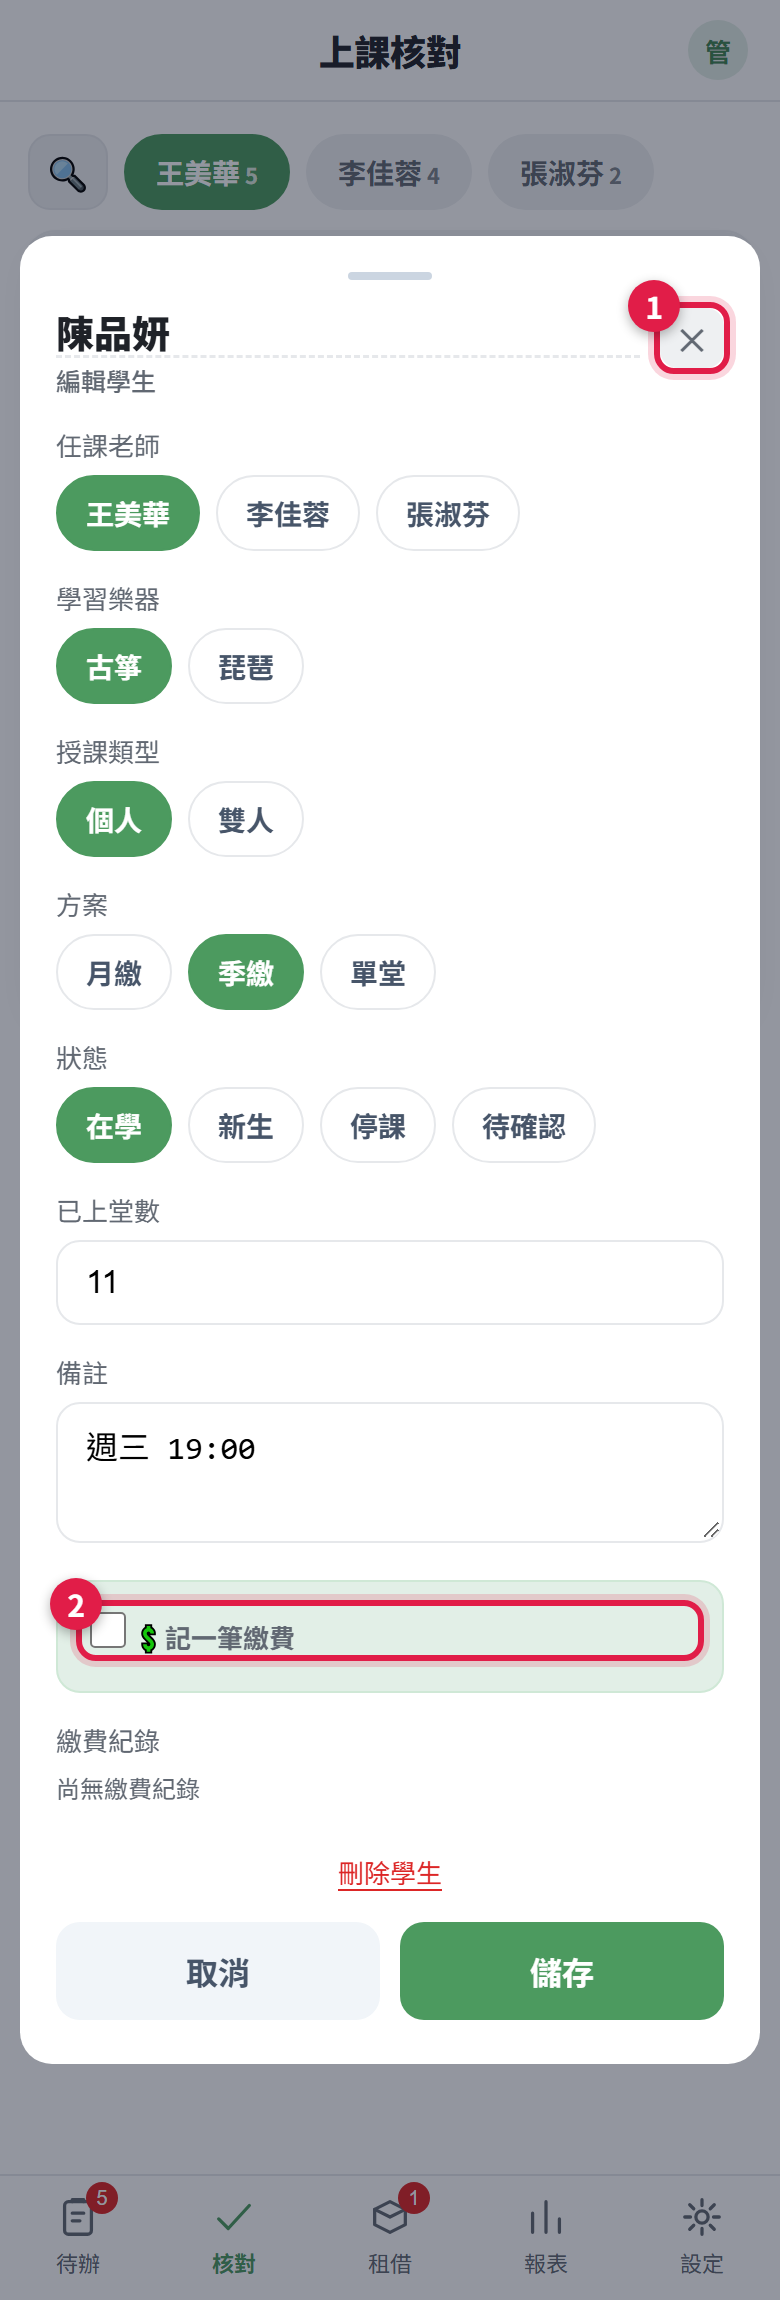 上課核對
管
王美華 5
李佳蓉 4
張淑芬 2
1
陳品妍
編輯學生
任課老師
王美華
李佳蓉
張淑芬
學習樂器
古箏
琵琶
授課類型
個人
雙人
方案
月繳
季繳
單堂
狀態
在學
新生
停課
待確認
已上堂數
11
備註
週三 19:00
2
💲記一筆繳費
繳費紀錄
尚無繳費紀錄
刪除學生
取消
儲存
5
1
待辦
核對
租借
報表
設定